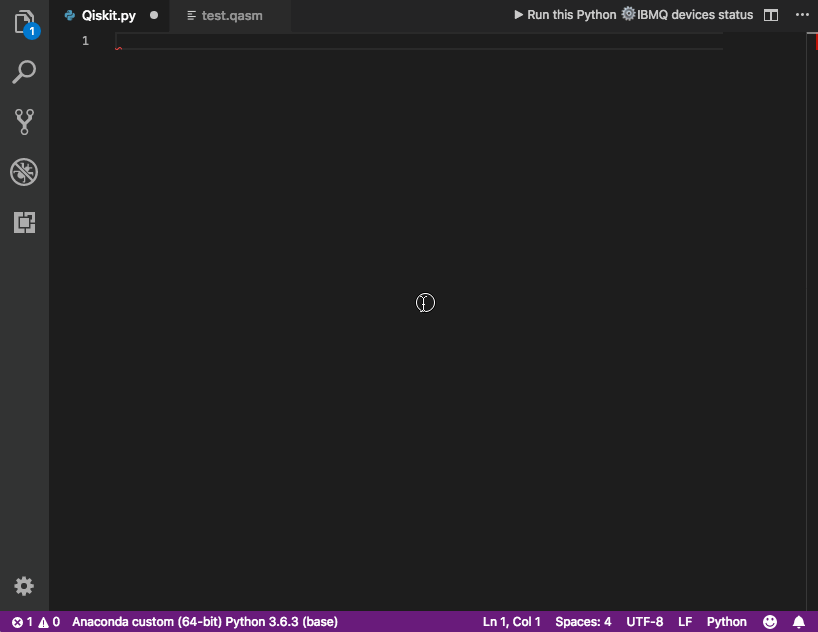 Qiskit.py
test.qasm
Run this Python
IBMQ devices status
1
1
1 0 Anaconda custom (64-bit) Python 3.6.3 (base) Ln 1, Col 1 Spaces: 4 UTF-8 LF Python